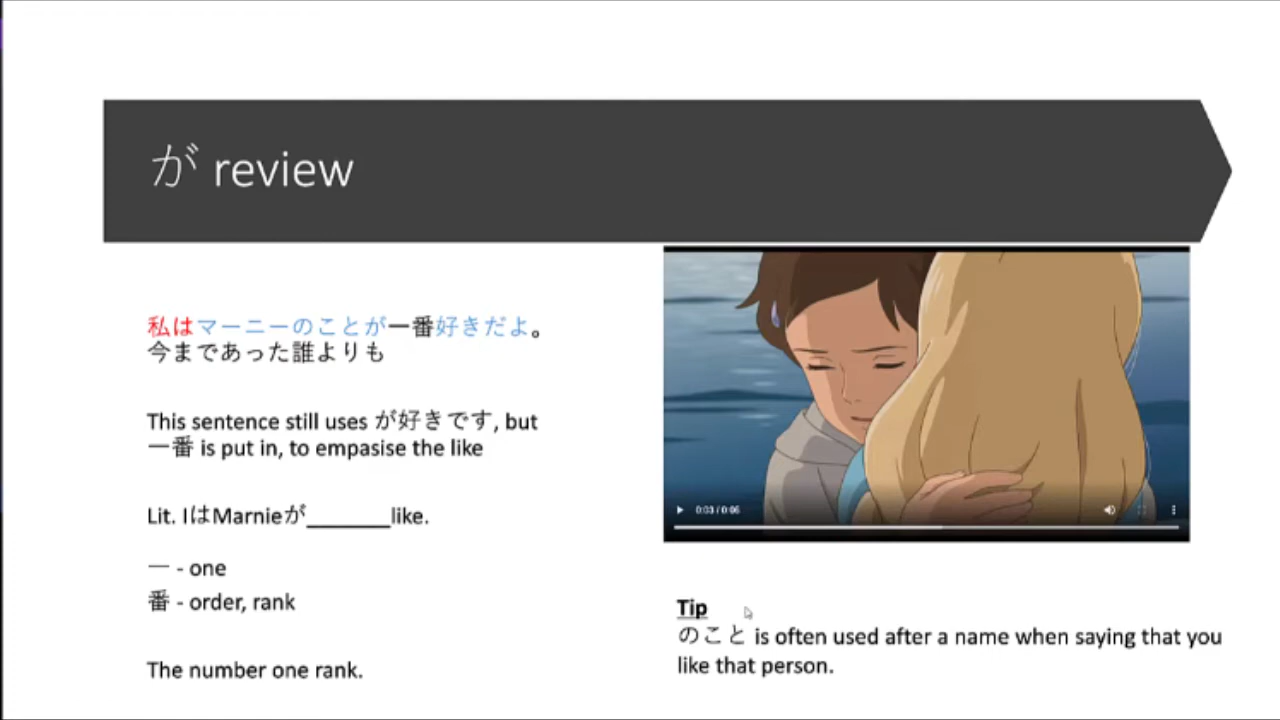 が review
私はマーニーのことが一番好きだよ。
今まであった誰よりも
This sentence still uses が好きです, but
一番 is put in, to empasise the like
Lit. IはMarnieが_______like.
一 - one
番 - order, rank
The number one rank.
0:03 / 0:06
Tip
のこと is often used after a name when saying that you
like that person.